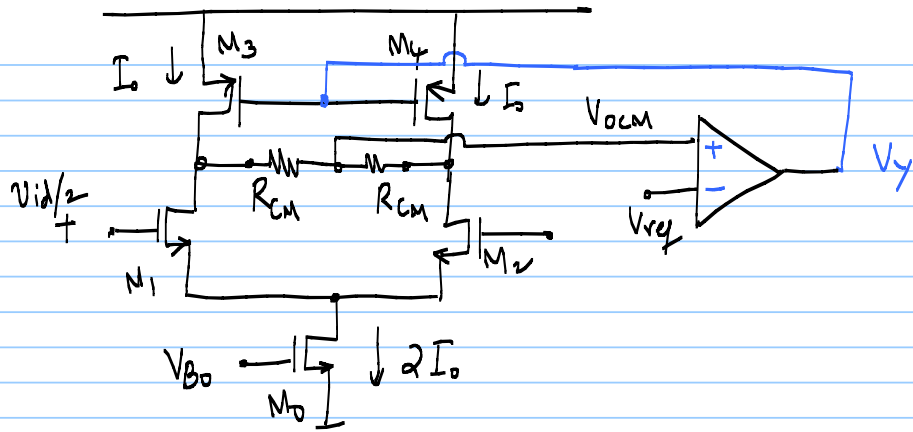 M3
M4
I₀
I₀
VOCM
+
Vy
−
Vid/2
+
RCM
RCM
Vref
M1
M2
VB0
2I₀
M0